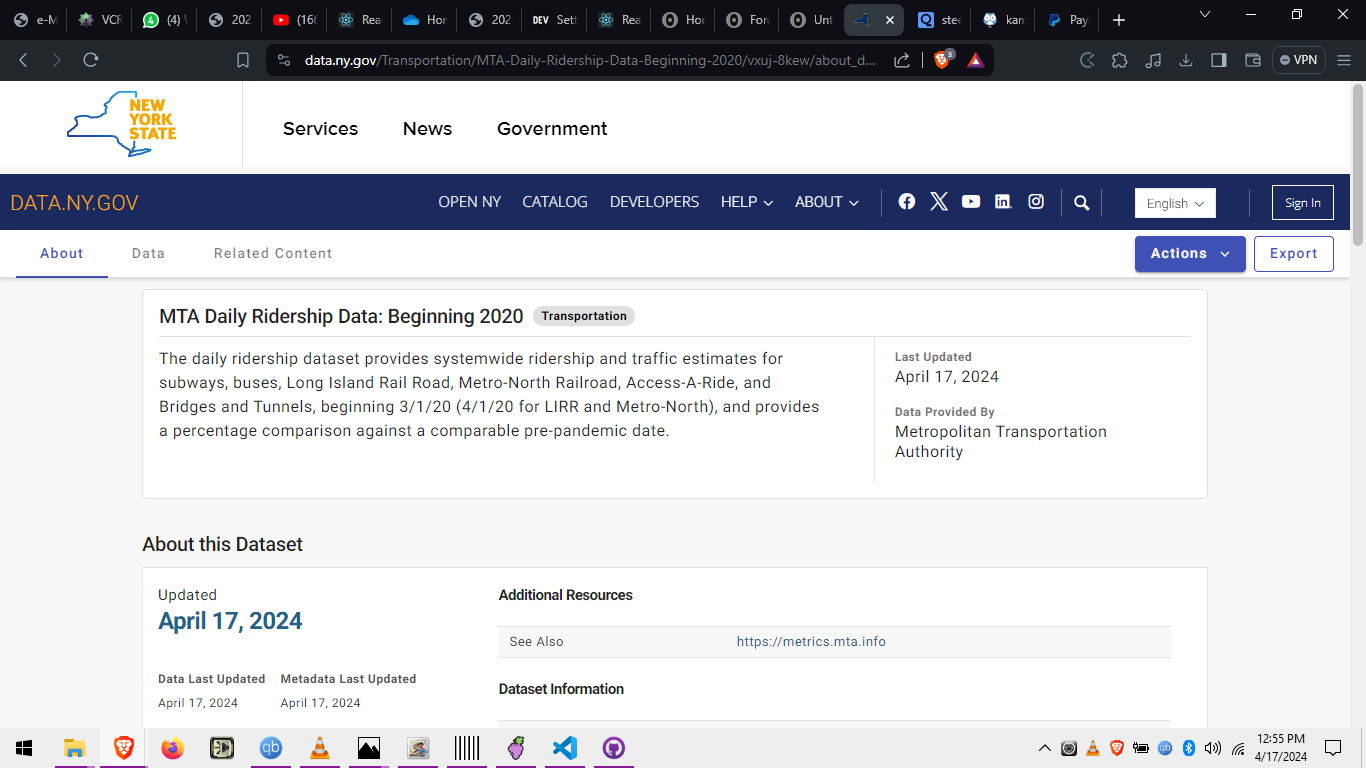 e-M
VCR
(4) \
202
(166
Rea
Hor
202
DEV Sett
Rea
Hor
For
Unt
stee
kam
Pay
data.ny.gov/Transportation/MTA-Daily-Ridership-Data-Beginning-2020/vxuj-8kew/about_d...
3
VPN
NEW
YORK
STATE
Services
News
Government
DATA.NY.GOV
OPEN NY
CATALOG
DEVELOPERS
HELP
ABOUT
English
Sign In
About
Data
Related Content
Actions
Export
MTA Daily Ridership Data: Beginning 2020
Transportation
The daily ridership dataset provides systemwide ridership and traffic estimates for
subways, buses, Long Island Rail Road, Metro-North Railroad, Access-A-Ride, and
Bridges and Tunnels, beginning 3/1/20 (4/1/20 for LIRR and Metro-North), and provides
a percentage comparison against a comparable pre-pandemic date.
Last Updated
April 17, 2024
Data Provided By
Metropolitan Transportation
Authority
About this Dataset
Updated
April 17, 2024
Data Last Updated
April 17, 2024
Metadata Last Updated
April 17, 2024
Additional Resources
See Also
https://metrics.mta.info
Dataset Information
12:55 PM
4/17/2024